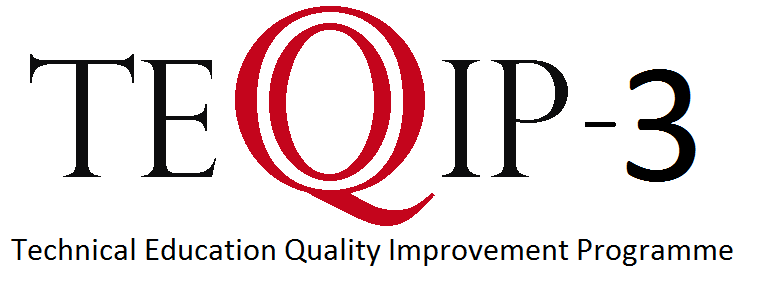 TEQIP-3
Technical Education Quality Improvement Programme